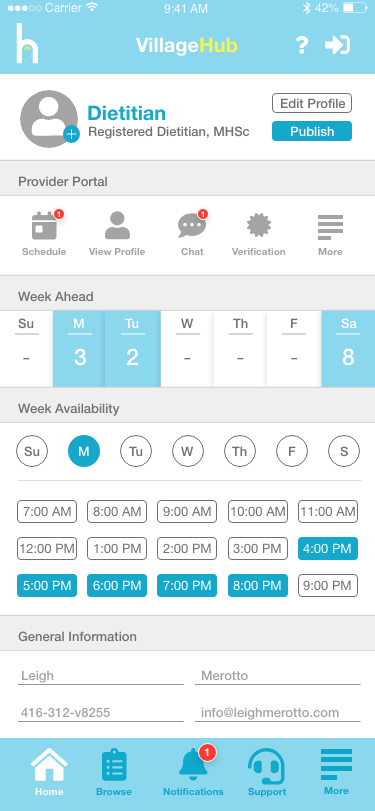 Carrier 9:41 AM 42%
h VillageHub ?
Dietitian
Registered Dietitian, MHSc
Edit Profile
Publish
Provider Portal
1 1
Schedule View Profile Chat Verification More
Week Ahead
Su M Tu W Th F Sa
- 3 2 - - - 8
Week Availability
Su M Tu W Th F S
7:00 AM 8:00 AM 9:00 AM 10:00 AM 11:00 AM
12:00 PM 1:00 PM 2:00 PM 3:00 PM 4:00 PM
5:00 PM 6:00 PM 7:00 PM 8:00 PM 9:00 PM
General Information
Leigh Merotto
416-312-v8255 info@leighmerotto.com
1
Home Browse Notifications Support More